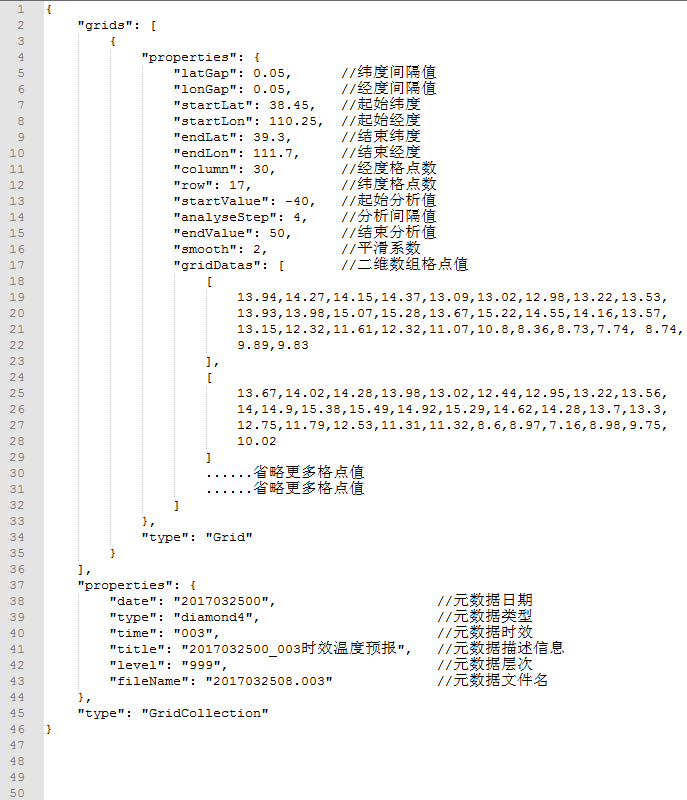 1 {
2 "grids": [
3 {
4 "properties": {
5 "latGap": 0.05, //纬度间隔值
6 "lonGap": 0.05, //经度间隔值
7 "startLat": 38.45, //起始纬度
8 "startLon": 110.25, //起始经度
9 "endLat": 39.3, //结束纬度
10 "endLon": 111.7, //结束经度
11 "column": 30, //经度格点数
12 "row": 17, //纬度格点数
13 "startValue": -40, //起始分析值
14 "analyseStep": 4, //分析间隔值
15 "endValue": 50, //结束分析值
16 "smooth": 2, //平滑系数
17 "gridDatas": [ //二维数组格点值
18 [
19 13.94,14.27,14.15,14.37,13.09,13.02,12.98,13.22,13.53,
20 13.93,13.98,15.07,15.28,13.67,15.22,14.55,14.16,13.57,
21 13.15,12.32,11.61,12.32,11.07,10.8,8.36,8.73,7.74, 8.74,
22 9.89,9.83
23 ],
24 [
25 13.67,14.02,14.28,13.98,13.02,12.44,12.95,13.22,13.56,
26 14,14.9,15.38,15.49,14.92,15.29,14.62,14.28,13.7,13.3,
27 12.75,11.79,12.53,11.31,11.32,8.6,8.97,7.16,8.98,9.75,
28 10.02
29 ]
30 ......省略更多格点值
31 ......省略更多格点值
32 ]
33 },
34 "type": "Grid"
35 }
36 ],
37 "properties": {
38 "date": "2017032500", //元数据日期
39 "type": "diamond4", //元数据类型
40 "time": "003", //元数据时效
41 "title": "2017032500_003时效温度预报", //元数据描述信息
42 "level": "999", //元数据层次
43 "fileName": "2017032508.003" //元数据文件名
44 },
45 "type": "GridCollection"
46 }
47
48
49
50